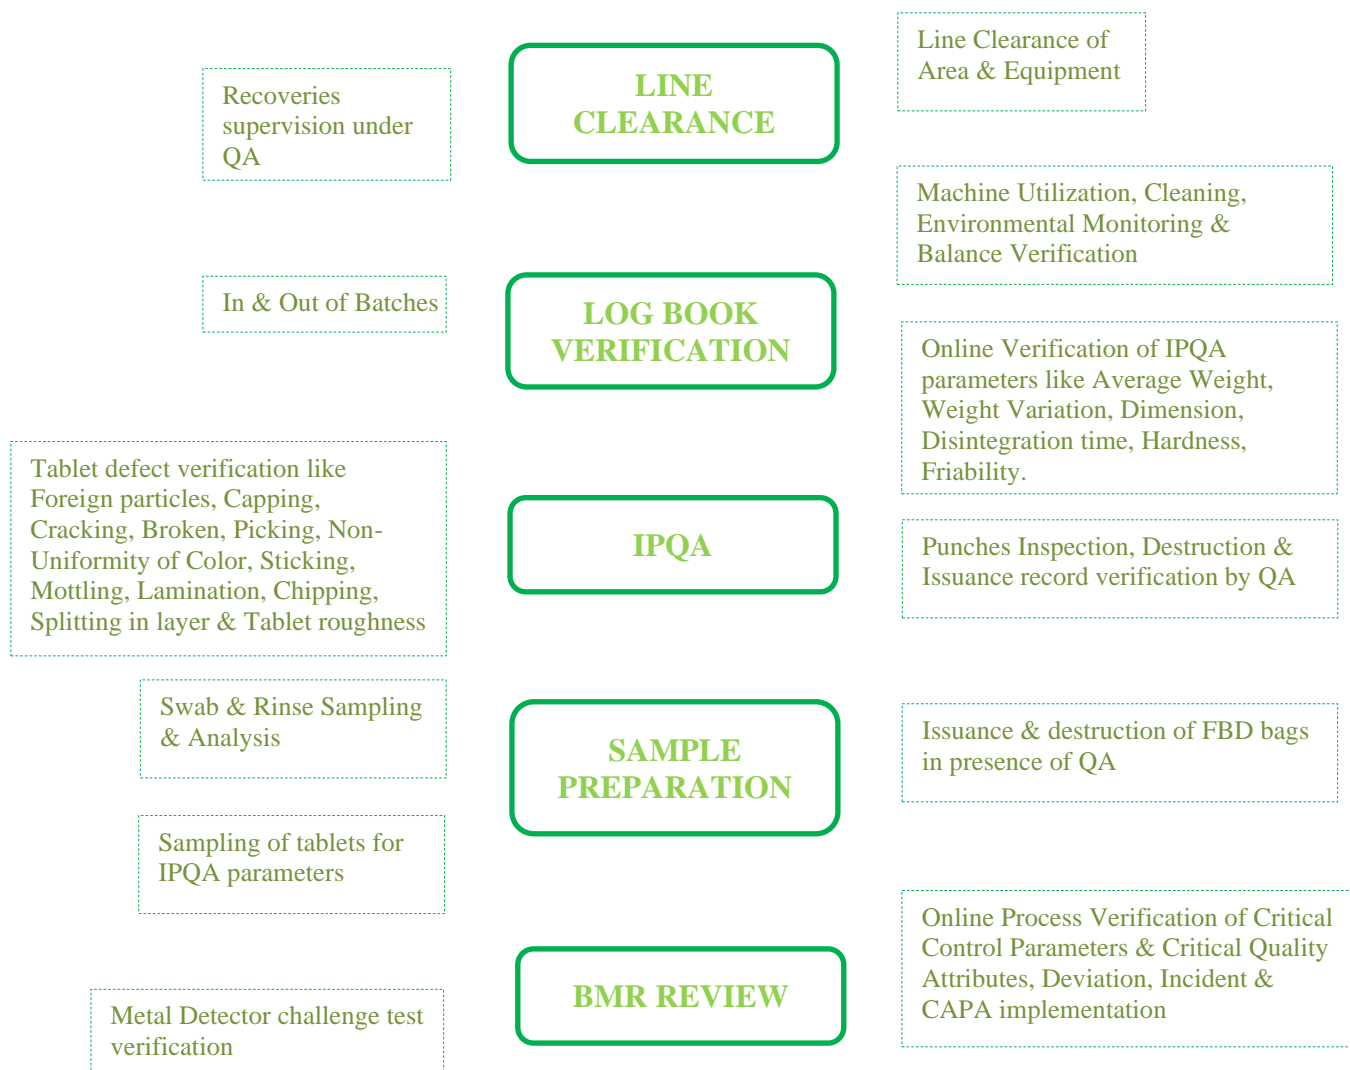 Line Clearance of
Area & Equipment
LINE
CLEARANCE
Recoveries
supervision under
QA
Machine Utilization, Cleaning,
Environmental Monitoring &
Balance Verification
In & Out of Batches
LOG BOOK
VERIFICATION
Online Verification of IPQA
parameters like Average Weight,
Weight Variation, Dimension,
Disintegration time, Hardness,
Friability.
Tablet defect verification like
Foreign particles, Capping,
Cracking, Broken, Picking, Non-
Uniformity of Color, Sticking,
Mottling, Lamination, Chipping,
Splitting in layer & Tablet roughness
IPQA
Punches Inspection, Destruction &
Issuance record verification by QA
Swab & Rinse Sampling
& Analysis
SAMPLE
PREPARATION
Issuance & destruction of FBD bags
in presence of QA
Sampling of tablets for
IPQA parameters
Online Process Verification of Critical
Control Parameters & Critical Quality
Attributes, Deviation, Incident &
CAPA implementation
BMR REVIEW
Metal Detector challenge test
verification